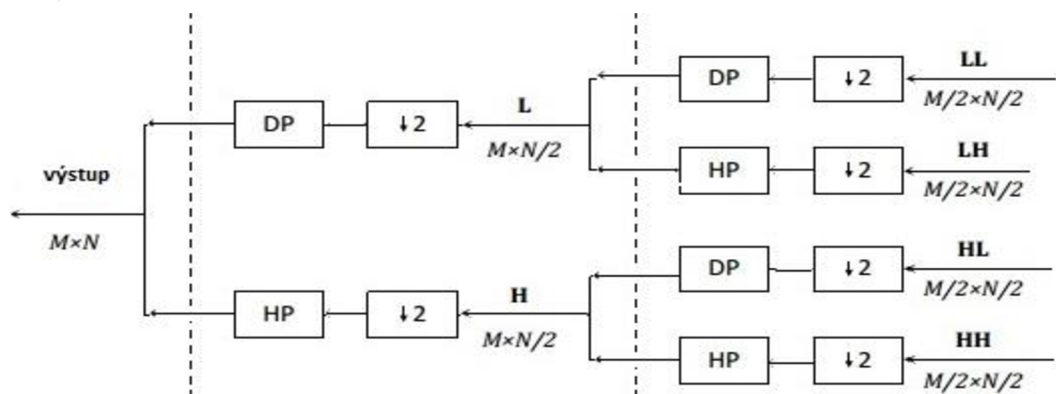 LL
DP ↓2
M/2×N/2
L
DP ↓2
M×N/2
LH
HP ↓2
M/2×N/2
výstup
M×N
HL
DP ↓2
M/2×N/2
H
HP ↓2
M×N/2
HH
HP ↓2
M/2×N/2